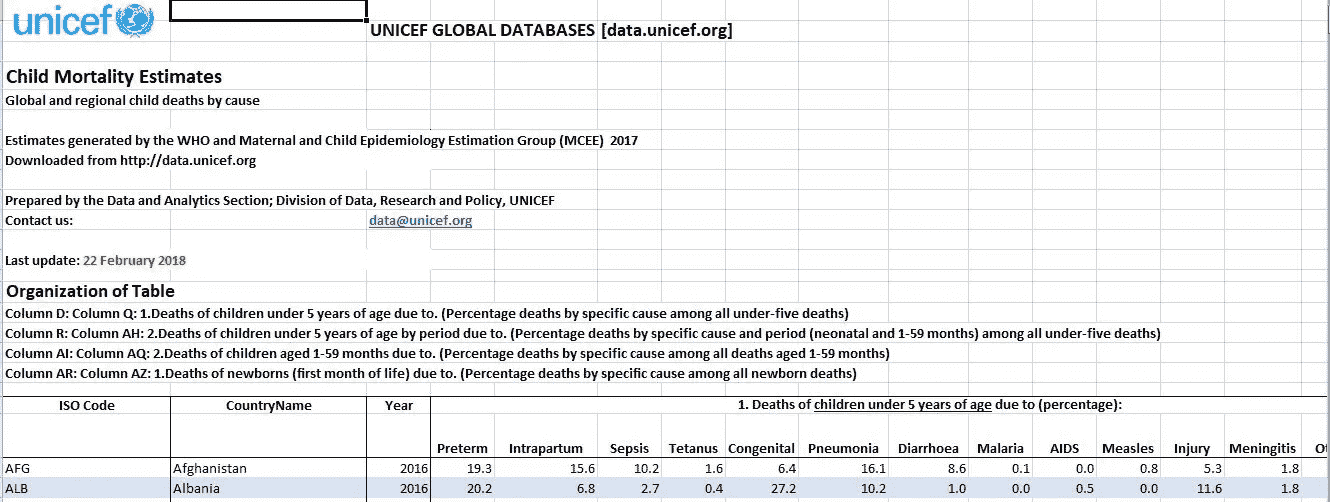 unicef
UNICEF GLOBAL DATABASES [data.unicef.org]
Child Mortality Estimates
Global and regional child deaths by cause
Estimates generated by the WHO and Maternal and Child Epidemiology Estimation Group (MCEE) 2017
Downloaded from http://data.unicef.org
Prepared by the Data and Analytics Section; Division of Data, Research and Policy, UNICEF
Contact us: data@unicef.org
Last update: 22 February 2018
Organization of Table
Column D: Column Q: 1.Deaths of children under 5 years of age due to. (Percentage deaths by specific cause among all under-five deaths)
Column R: Column AH: 2.Deaths of children under 5 years of age by period due to. (Percentage deaths by specific cause and period (neonatal and 1-59 months) among all under-five deaths)
Column AI: Column AQ: 2.Deaths of children aged 1-59 months due to. (Percentage deaths by specific cause among all deaths aged 1-59 months)
Column AR: Column AZ: 1.Deaths of newborns (first month of life) due to. (Percentage deaths by specific cause among all newborn deaths)
ISO Code CountryName Year 1. Deaths of children under 5 years of age due to (percentage):
Preterm Intrapartum Sepsis Tetanus Congenital Pneumonia Diarrhoea Malaria AIDS Measles Injury Meningitis
AFG Afghanistan 2016 19.3 15.6 10.2 1.6 6.4 16.1 8.6 0.1 0.0 0.8 5.3 1.8
ALB Albania 2016 20.2 6.8 2.7 0.4 27.2 10.2 1.0 0.0 0.5 0.0 11.6 1.8